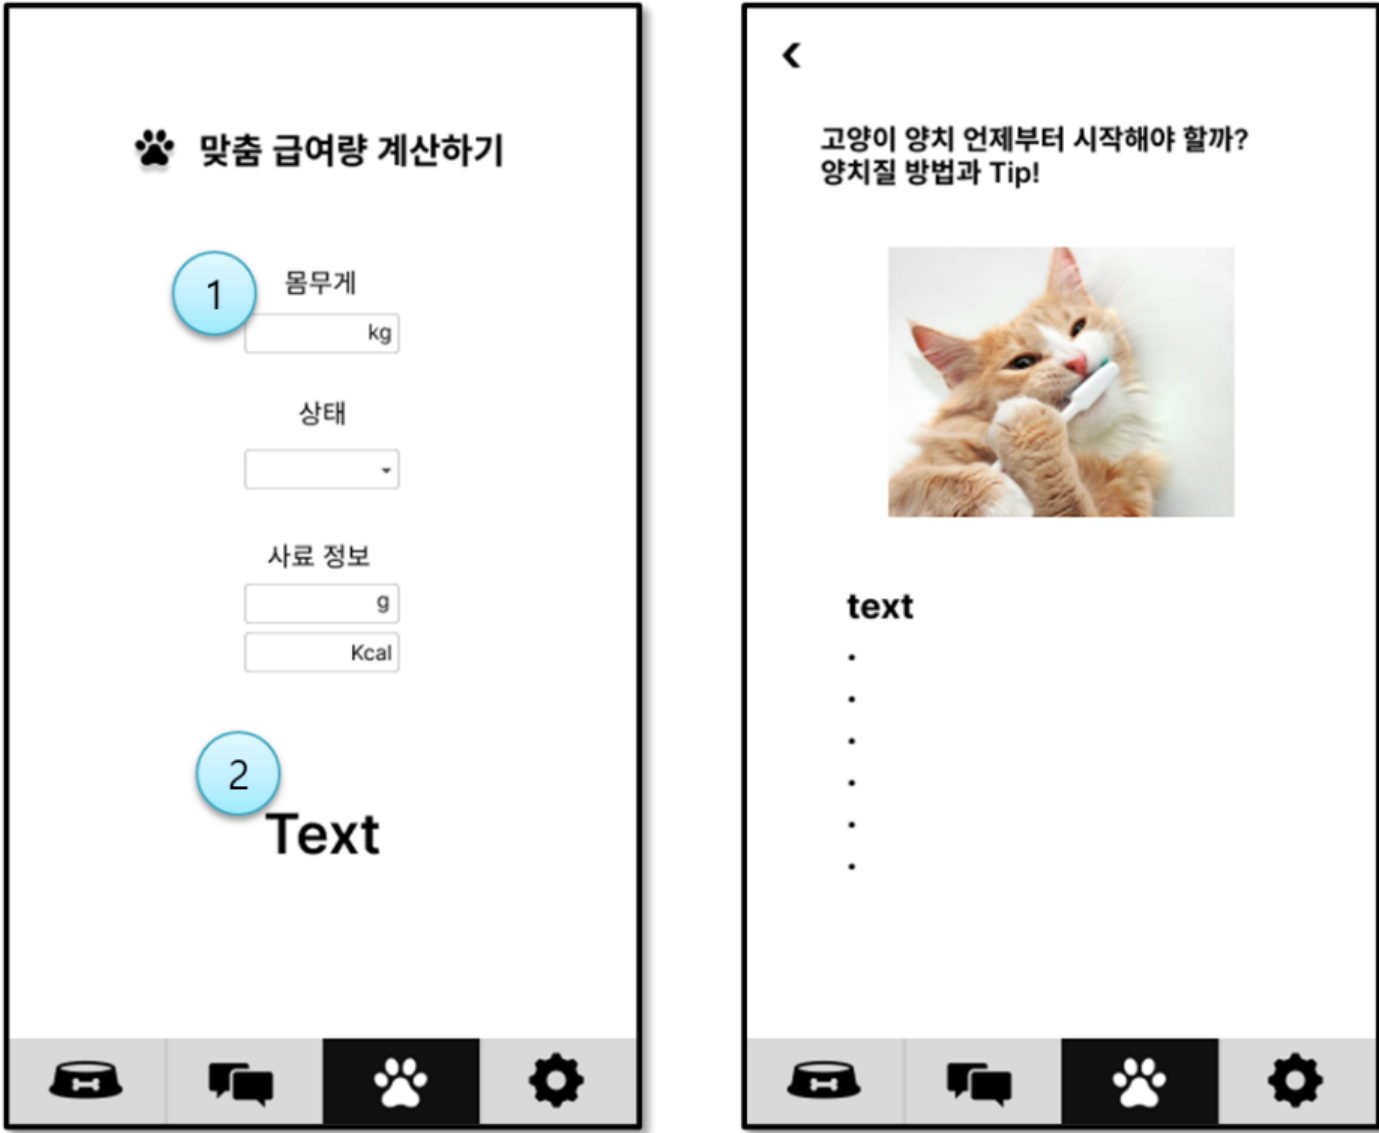 맞춤 급여량 계산하기
1
몸무게
kg
상태
사료 정보
g
Kcal
2
Text
고양이 양치 언제부터 시작해야 할까?
양치질 방법과 Tip!
text
•
•
•
•
•
•